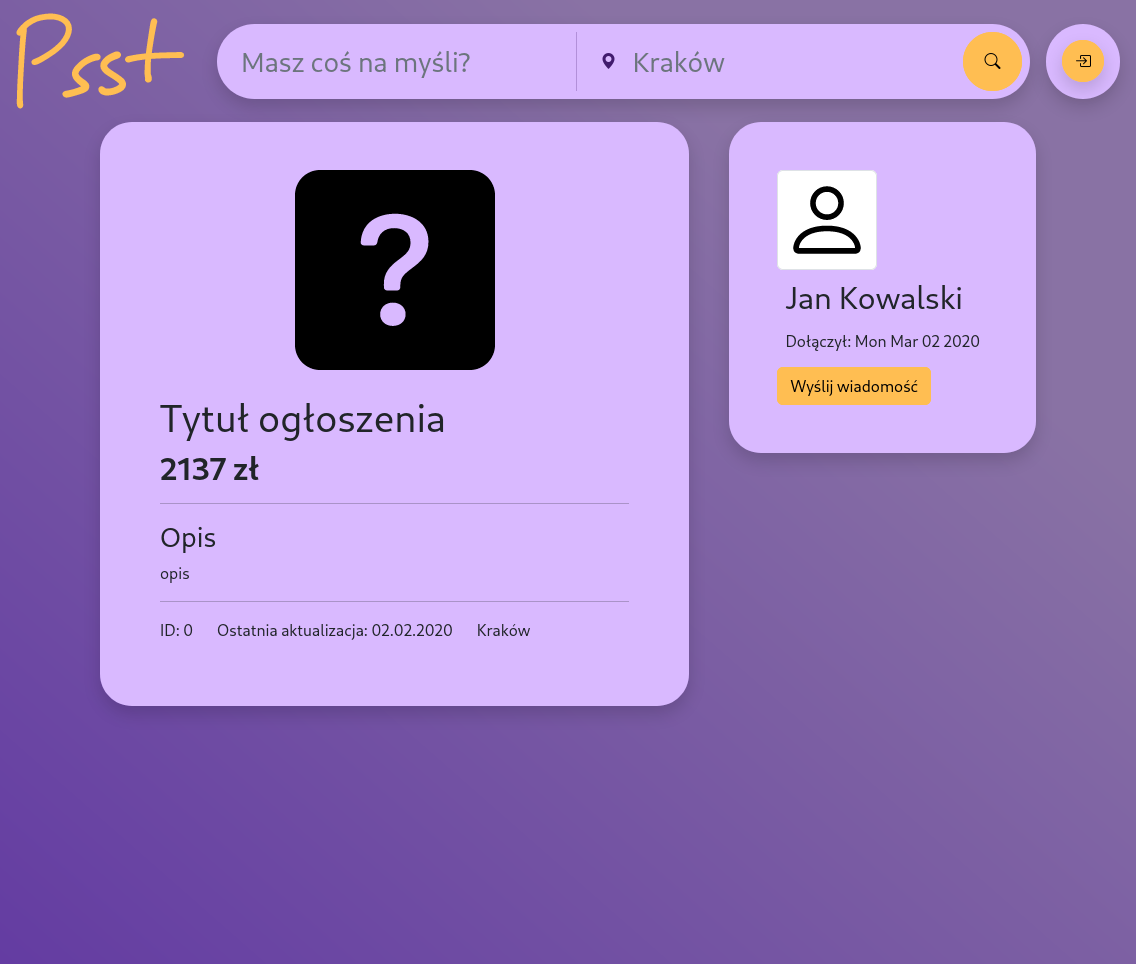 Psst
Masz coś na myśli?
Kraków
?
Tytuł ogłoszenia
2137 zł
Opis
opis
ID: 0 Ostatnia aktualizacja: 02.02.2020 Kraków
Jan Kowalski
Dołączył: Mon Mar 02 2020
Wyślij wiadomość